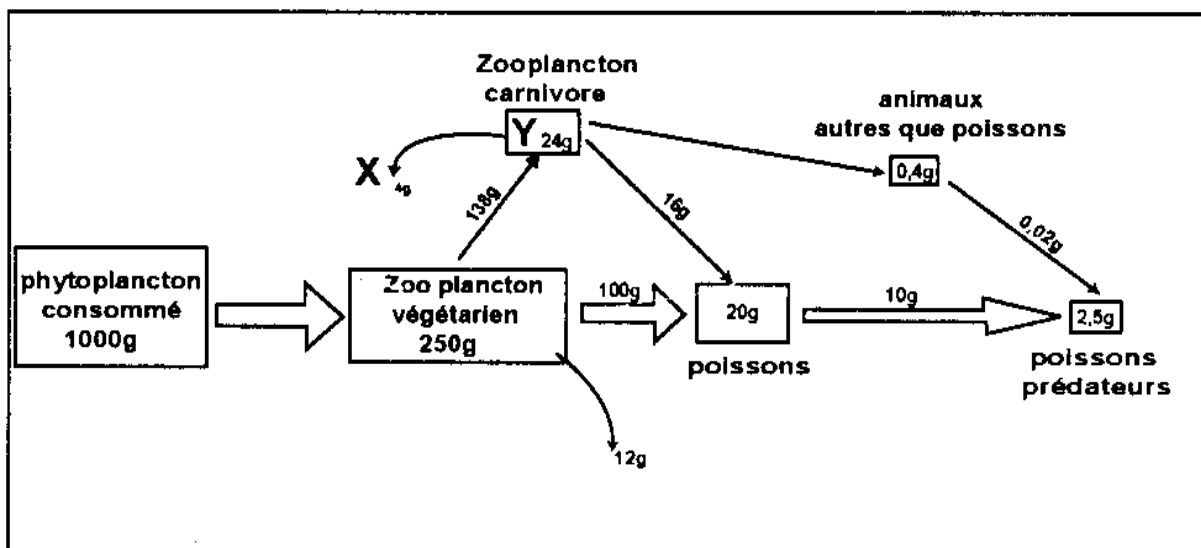 Zooplancton
carnivore
Y 24g
X 4g
animaux
autres que poissons
0,4g
138g
16g
0,02g
phytoplancton
consommé
1000g
Zoo plancton
végétarien
250g
100g
20g
poissons
10g
2,5g
poissons
prédateurs
12g